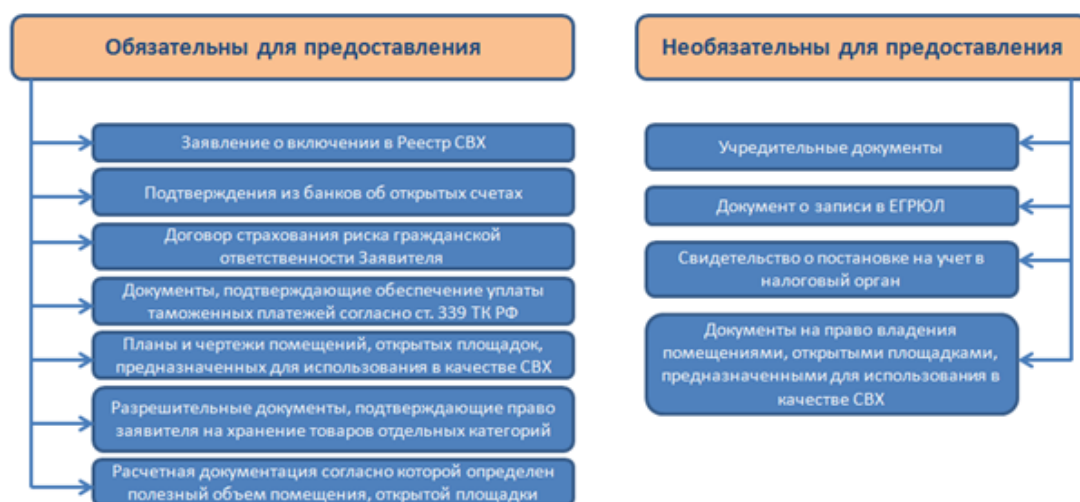 Обязательны для предоставления
Заявление о включении в Реестр СВХ
Подтверждения из банков об открытых счетах
Договор страхования риска гражданской
ответственности Заявителя
Документы, подтверждающие обеспечение уплаты
таможенных платежей согласно ст. 339 ТК РФ
Планы и чертежи помещений, открытых площадок,
предназначенных для использования в качестве СВХ
Разрешительные документы, подтверждающие право
заявителя на хранение товаров отдельных категорий
Расчетная документация согласно которой определен
полезный объем помещения, открытой площадки
Необязательны для предоставления
Учредительные документы
Документ о записи в ЕГРЮЛ
Свидетельство о постановке на учет в
налоговый орган
Документы на право владения
помещениями, открытыми площадками,
предназначенными для использования в
качестве СВХ